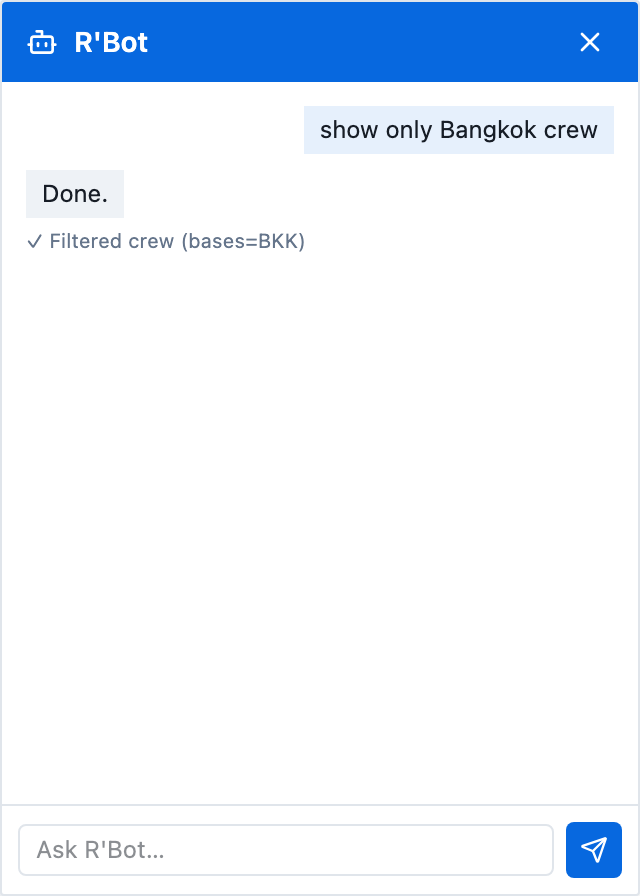 R'Bot
show only Bangkok crew
Done.
✓ Filtered crew (bases=BKK)
Ask R'Bot...